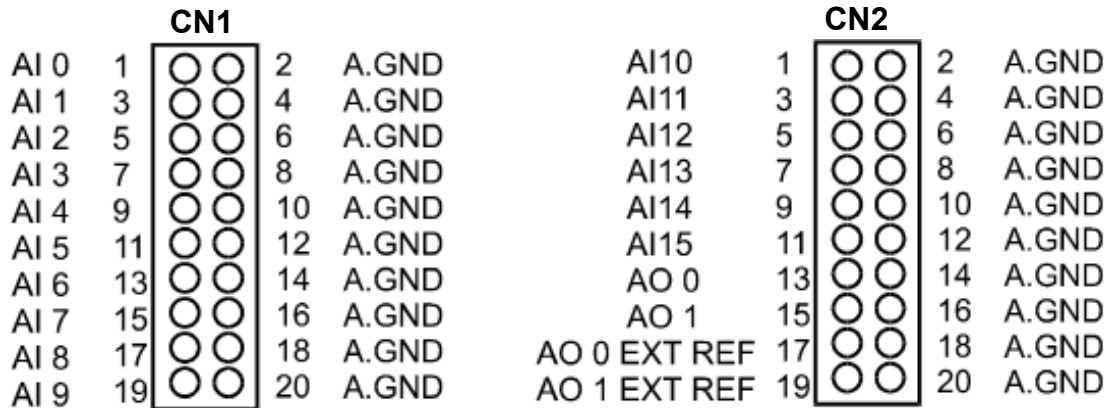 CN1
AI 0 1 2 A.GND
AI 1 3 4 A.GND
AI 2 5 6 A.GND
AI 3 7 8 A.GND
AI 4 9 10 A.GND
AI 5 11 12 A.GND
AI 6 13 14 A.GND
AI 7 15 16 A.GND
AI 8 17 18 A.GND
AI 9 19 20 A.GND
CN2
AI10 1 2 A.GND
AI11 3 4 A.GND
AI12 5 6 A.GND
AI13 7 8 A.GND
AI14 9 10 A.GND
AI15 11 12 A.GND
AO 0 13 14 A.GND
AO 1 15 16 A.GND
AO 0 EXT REF 17 18 A.GND
AO 1 EXT REF 19 20 A.GND